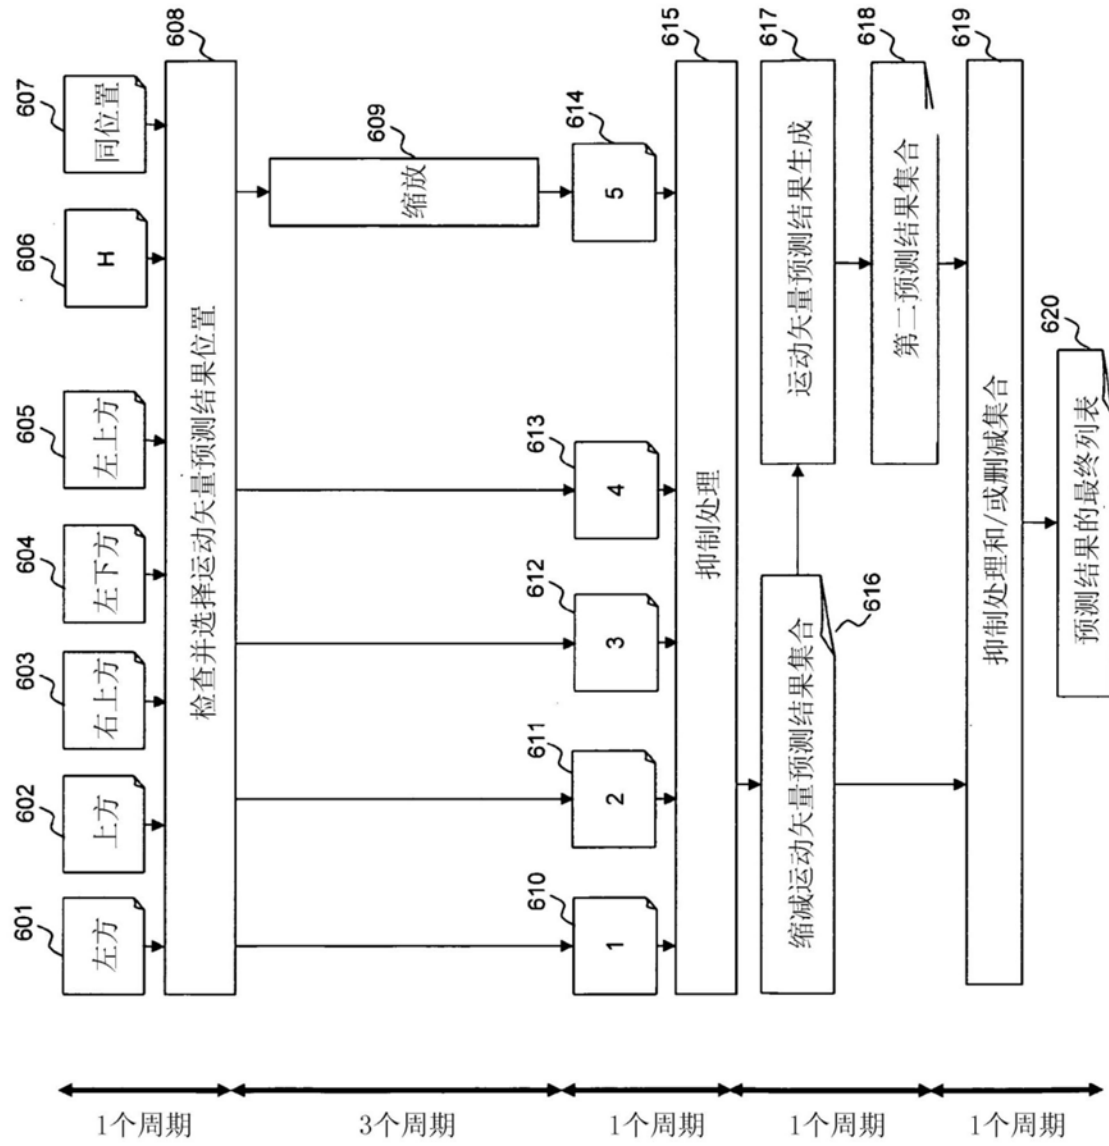 601
602
603
604
605
606
607
左方
上方
右上方
左下方
左上方
H
同位置
608
检查并选择运动矢量预测结果位置
609
缩放
610
611
612
613
614
1
2
3
4
5
615
抑制处理
616
缩减运动矢量预测结果集合
617
运动矢量预测结果生成
618
第二预测结果集合
619
抑制处理和/或删减集合
620
预测结果的最终列表
1个周期
3个周期
1个周期
1个周期
1个周期